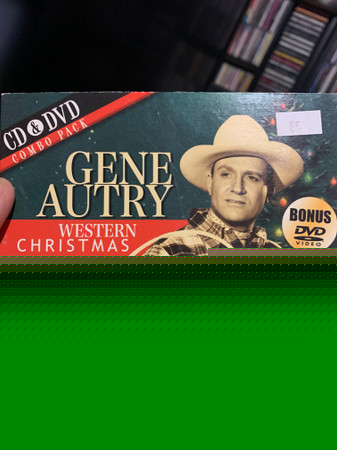 CD & DVD
COMBO PACK
GENE
AUTRY
WESTERN
CHRISTMAS
BONUS
DVD
VIDEO